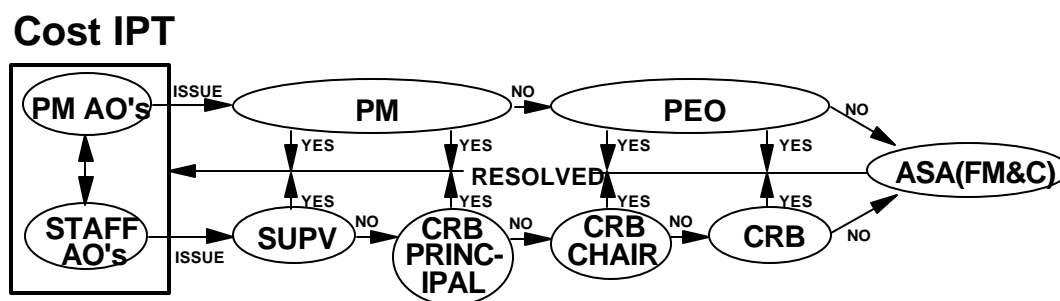 Cost IPT
PM AO's
ISSUE
PM
NO
PEO
NO
YES
YES
YES
YES
RESOLVED
ASA(FM&C)
YES
YES
YES
YES
STAFF
AO's
ISSUE
SUPV
NO
CRB
PRINC-
IPAL
NO
CRB
CHAIR
NO
CRB
NO